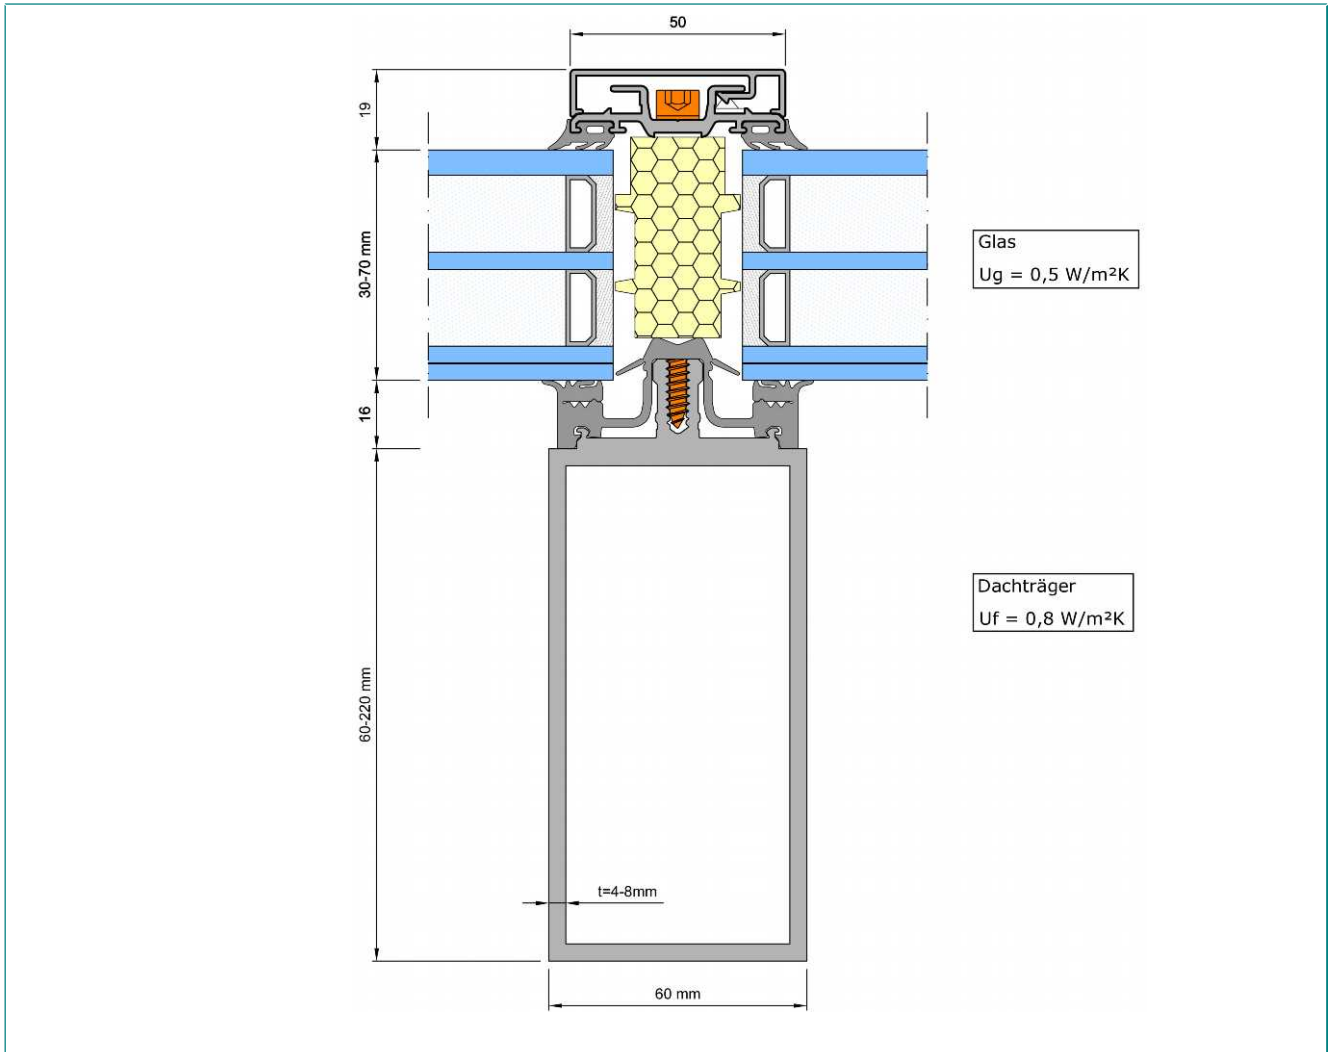 50
19
30-70 mm
Glas
Ug = 0,5 W/m²K
16
Dachträger
Uf = 0,8 W/m²K
60-220 mm
t=4-8mm
60 mm